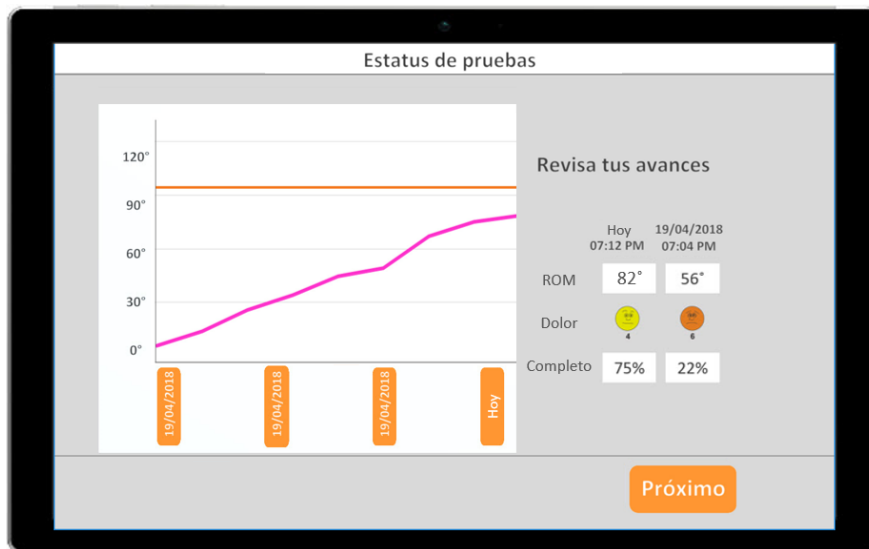 Estatus de pruebas
120°
90°
60°
30°
0°
19/04/2018
19/04/2018
19/04/2018
Hoy
Revisa tus avances
Hoy 19/04/2018
07:12 PM 07:04 PM
ROM 82° 56°
Dolor
4 6
Completo 75% 22%
Próximo